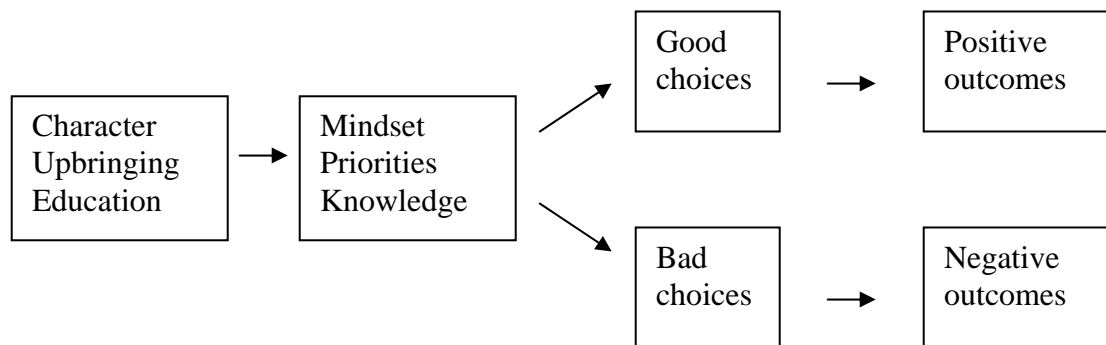 Character
Upbringing
Education
Mindset
Priorities
Knowledge
Good
choices
Positive
outcomes
Bad
choices
Negative
outcomes